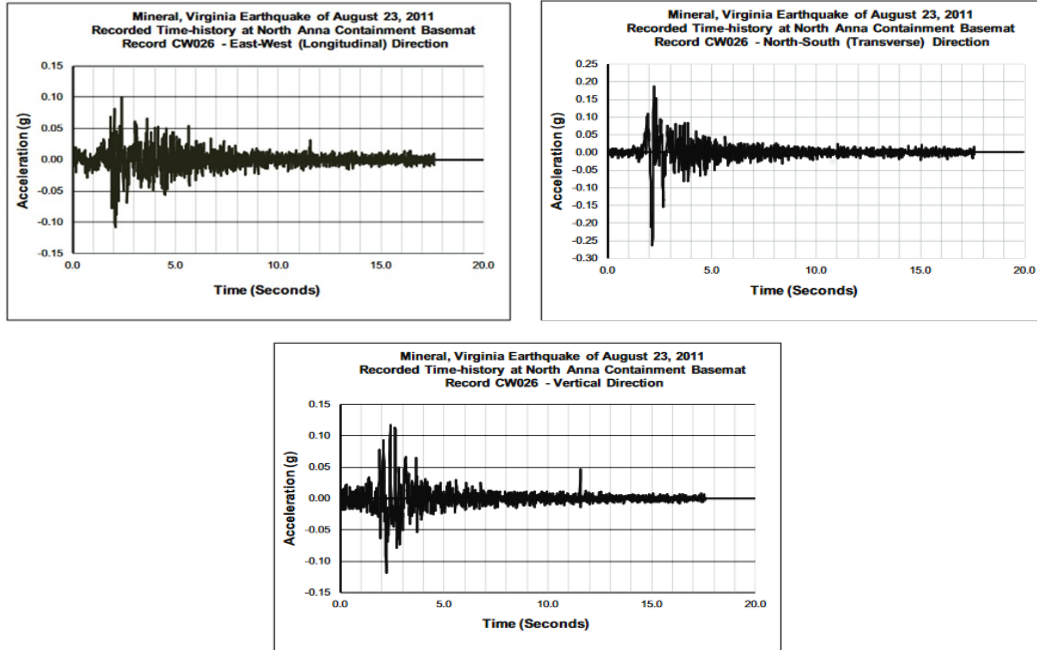 Mineral, Virginia Earthquake of August 23, 2011
Recorded Time-history at North Anna Containment Basemat
Record CW026 - East-West (Longitudinal) Direction
0.15
0.10
0.05
0.00
-0.05
-0.10
-0.15
Acceleration (g)
0.0 5.0 10.0 15.0 20.0
Time (Seconds)
Mineral, Virginia Earthquake of August 23, 2011
Recorded Time-history at North Anna Containment Basemat
Record CW026 - North-South (Transverse) Direction
0.25
0.20
0.15
0.10
0.05
0.00
-0.05
-0.10
-0.15
-0.20
-0.25
-0.30
Acceleration (g)
0.0 5.0 10.0 15.0 20.0
Time (Seconds)
Mineral, Virginia Earthquake of August 23, 2011
Recorded Time-history at North Anna Containment Basemat
Record CW026 - Vertical Direction
0.15
0.10
0.05
0.00
-0.05
-0.10
-0.15
Acceleration (g)
0.0 5.0 10.0 15.0 20.0
Time (Seconds)